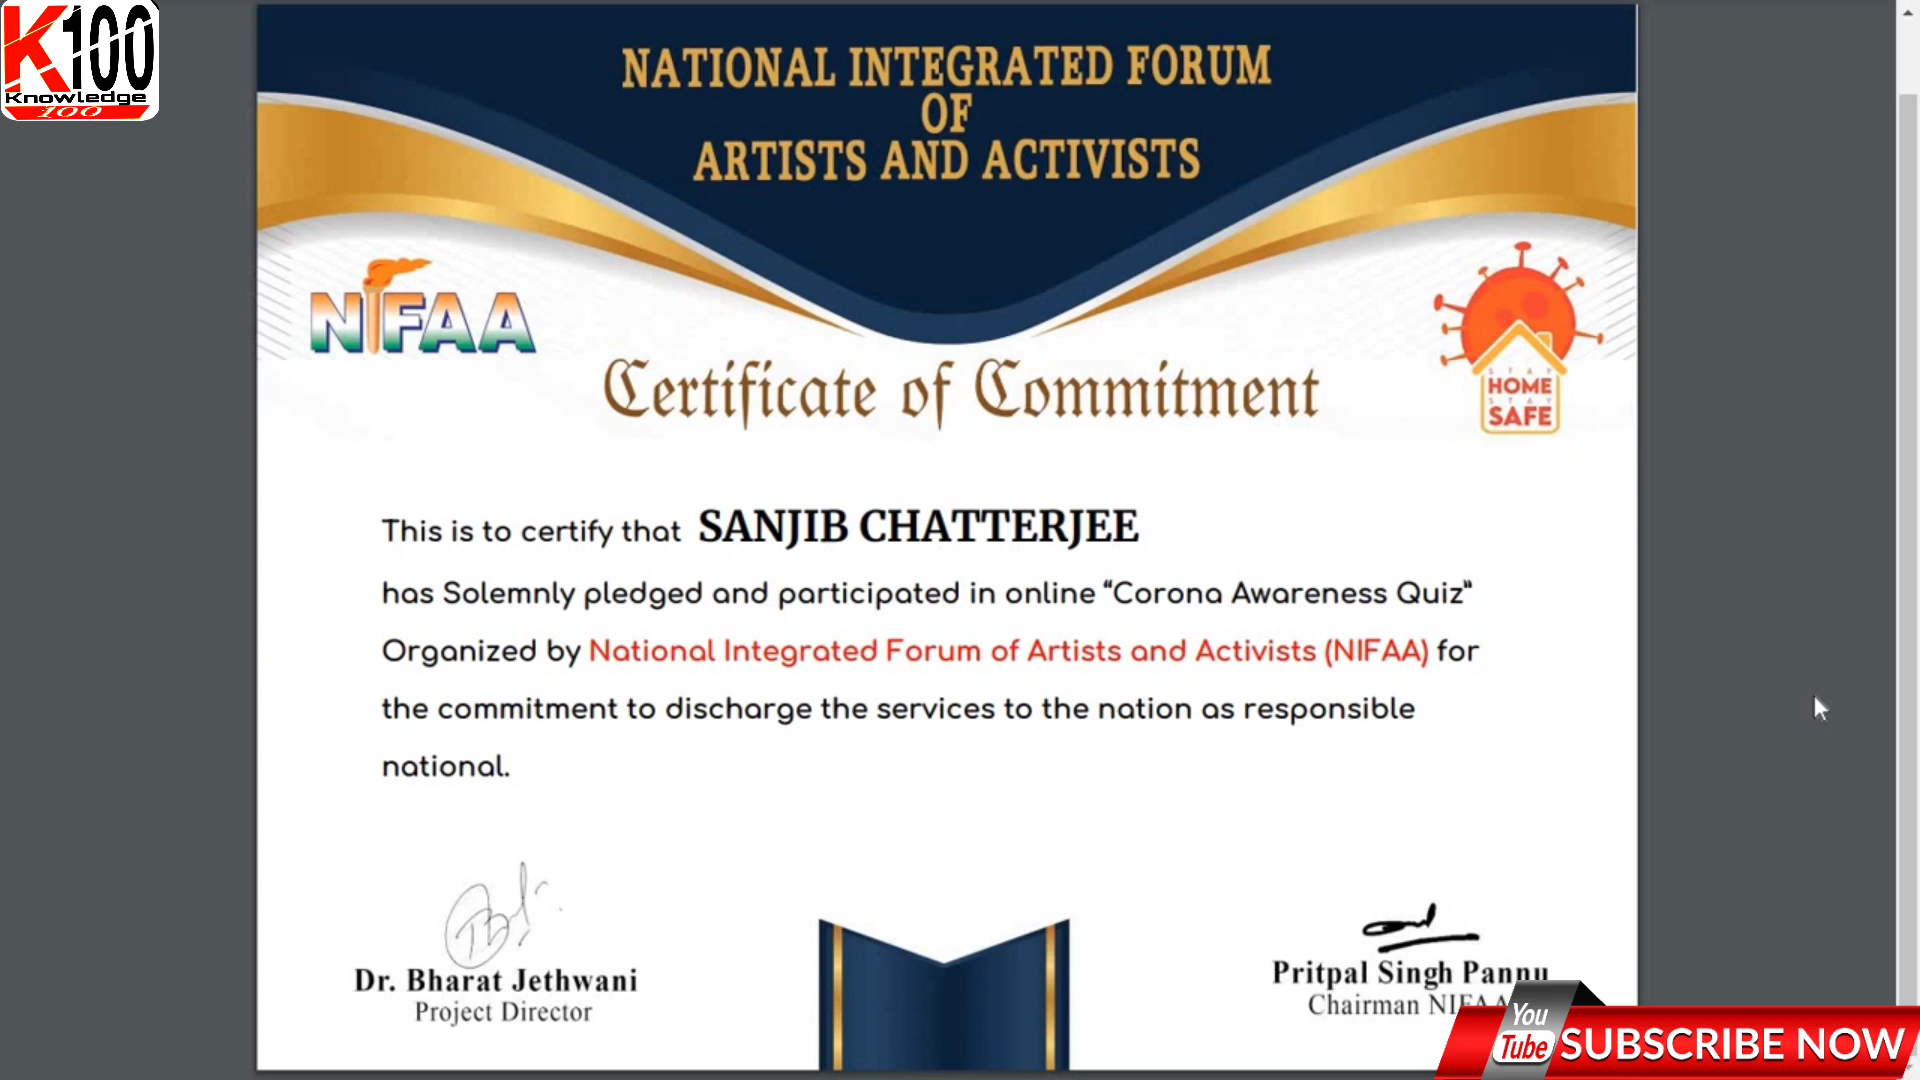 K100
Knowledge
100
NATIONAL INTEGRATED FORUM
OF
ARTISTS AND ACTIVISTS
NIFAA
STAY
HOME
STAY
SAFE
Certificate of Commitment
This is to certify that SANJIB CHATTERJEE
has Solemnly pledged and participated in online “Corona Awareness Quiz”
Organized by National Integrated Forum of Artists and Activists (NIFAA) for
the commitment to discharge the services to the nation as responsible
national.
Dr. Bharat Jethwani
Project Director
Pritpal Singh Pannu
Chairman NIFAA
You
Tube
SUBSCRIBE NOW